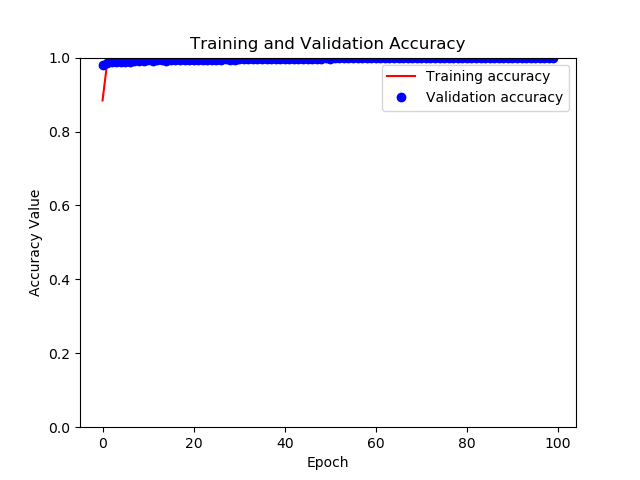 Training and Validation Accuracy
1.0
0.8
0.6
0.4
0.2
0.0
Accuracy Value
Training accuracy
Validation accuracy
0 20 40 60 80 100
Epoch